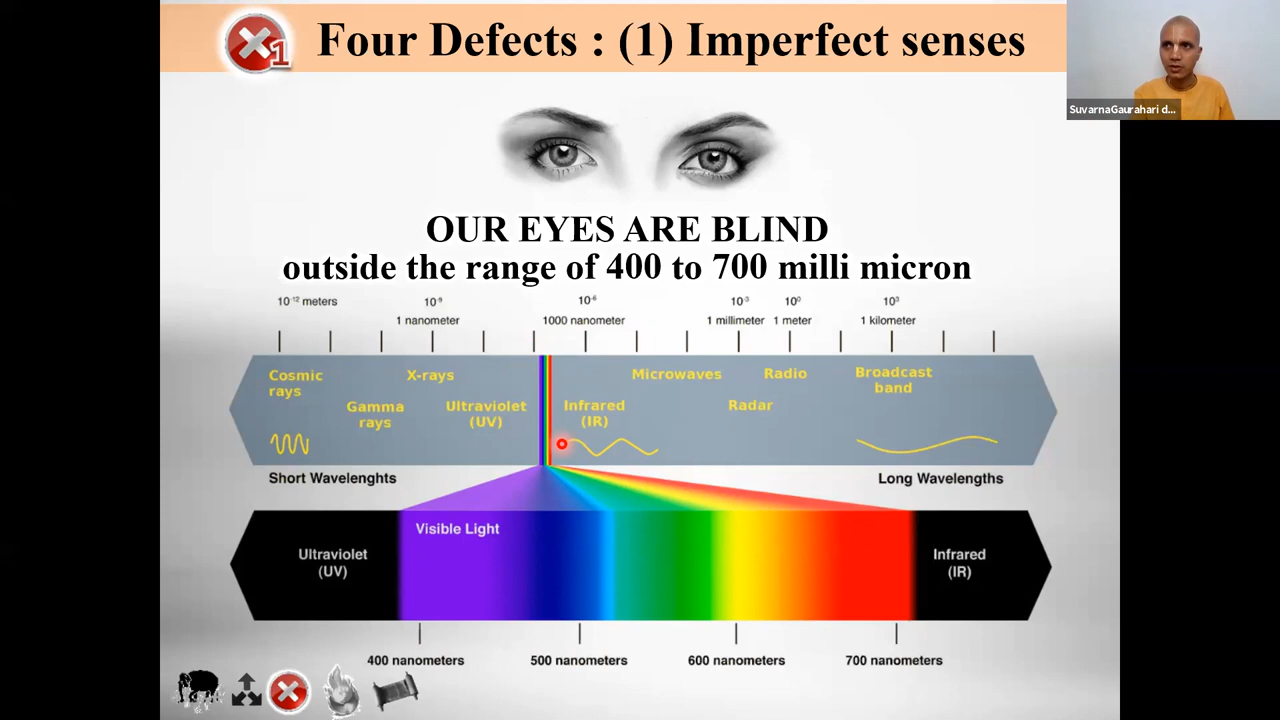 Four Defects : (1) Imperfect senses
1
SuvarnaGaurahari d...
OUR EYES ARE BLIND
outside the range of 400 to 700 milli micron
10⁻¹² meters 10⁻⁹ 10⁻⁶ 10⁻³ 10⁰ 10³
1 nanometer 1000 nanometer 1 millimeter 1 meter 1 kilometer
Cosmic rays
X-rays
Microwaves
Radio
Broadcast band
Gamma rays
Ultraviolet (UV)
Infrared (IR)
Radar
Short Wavelenghts
Long Wavelengths
Visible Light
Ultraviolet (UV)
Infrared (IR)
400 nanometers 500 nanometers 600 nanometers 700 nanometers